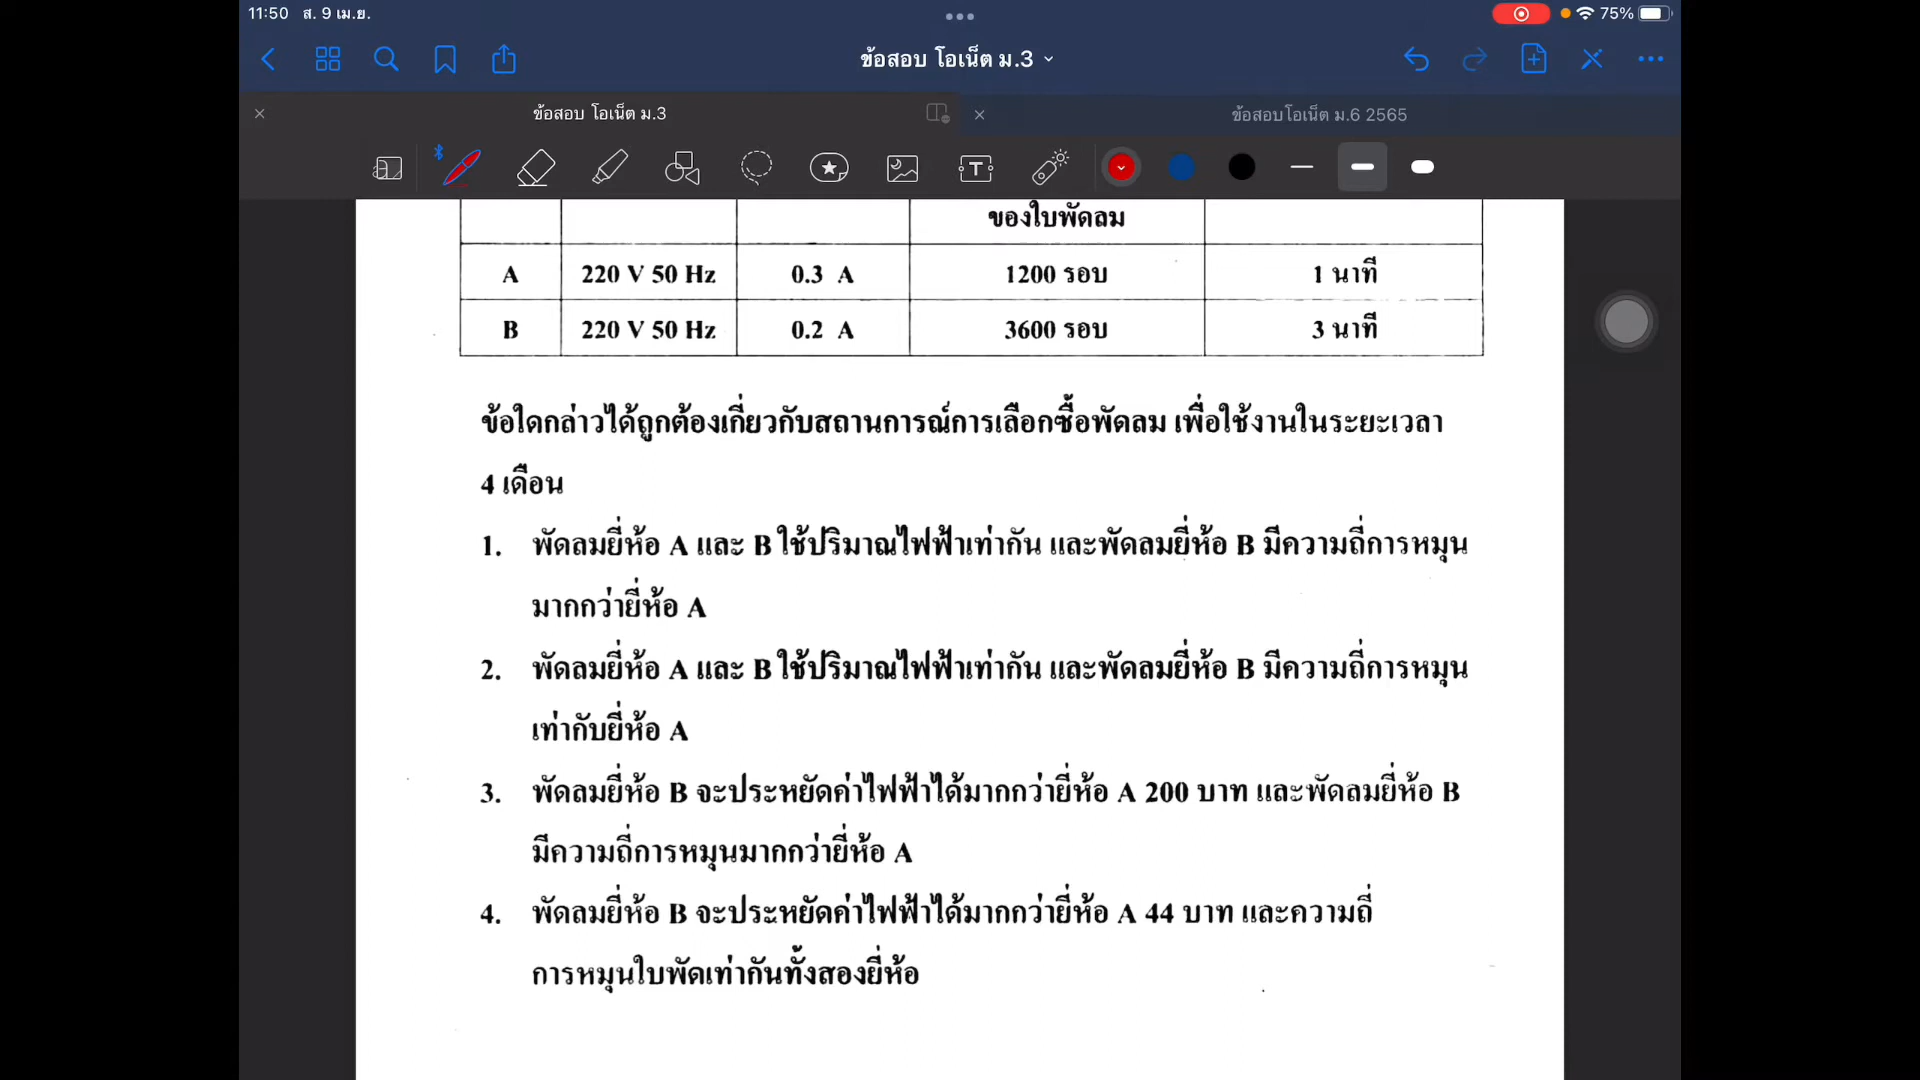 11:50 ส. 9 เม.ย.
75%
ข้อสอบ โอเน็ต ม.3
ข้อสอบ โอเน็ต ม.3
ข้อสอบโอเน็ต ม.6 2565
ของใบพัดลม
A 220 V 50 Hz 0.3 A 1200 รอบ 1 นาที
B 220 V 50 Hz 0.2 A 3600 รอบ 3 นาที
ข้อใดกล่าวได้ถูกต้องเกี่ยวกับสถานการณ์การเลือกซื้อพัดลม เพื่อใช้งานในระยะเวลา
4 เดือน
1. พัดลมยี่ห้อ A และ B ใช้ปริมาณไฟฟ้าเท่ากัน และพัดลมยี่ห้อ B มีความถี่การหมุน
มากกว่ายี่ห้อ A
2. พัดลมยี่ห้อ A และ B ใช้ปริมาณไฟฟ้าเท่ากัน และพัดลมยี่ห้อ B มีความถี่การหมุน
เท่ากับยี่ห้อ A
3. พัดลมยี่ห้อ B จะประหยัดค่าไฟฟ้าได้มากกว่ายี่ห้อ A 200 บาท และพัดลมยี่ห้อ B
มีความถี่การหมุนมากกว่ายี่ห้อ A
4. พัดลมยี่ห้อ B จะประหยัดค่าไฟฟ้าได้มากกว่ายี่ห้อ A 44 บาท และความถี่
การหมุนใบพัดเท่ากันทั้งสองยี่ห้อ